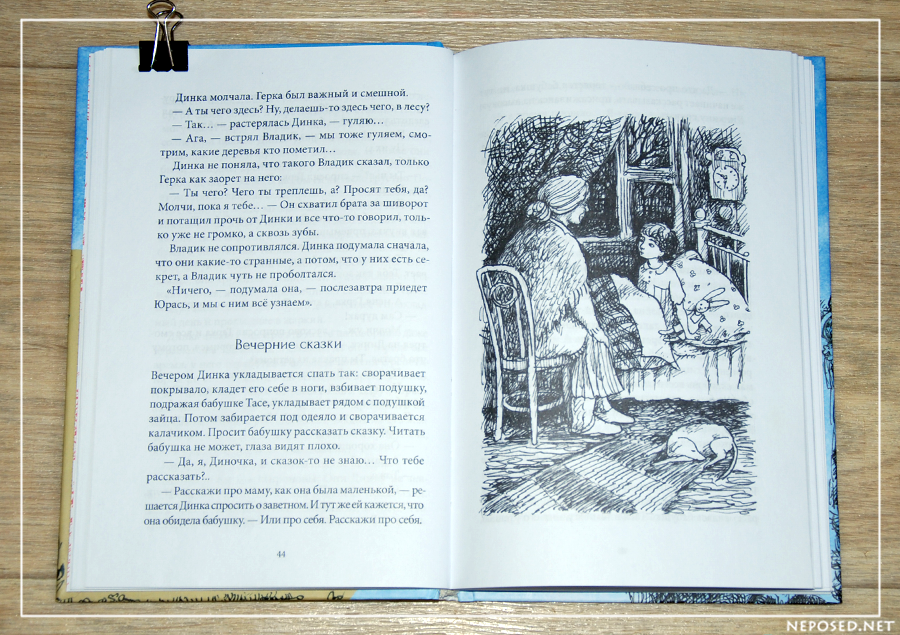 Динка молчала. Герка был важный и смешной.
— А ты чего здесь? Ну, делаешь-то здесь чего, в лесу?
— Так… — растерялась Динка, — гуляю…
— Ага, — встрял Владик, — мы тоже гуляем, смо-
трим, какие деревья кто пометил…
Динка не поняла, что такого Владик сказал, только
Герка как заорет на него:
— Ты чего? Чего ты треплешь, а? Просят тебя, да?
Молчи, пока я тебе… — Он схватил брата за шиворот
и потащил прочь от Динки и все что-то говорил, толь-
ко уже не громко, а сквозь зубы.
Владик не сопротивлялся. Динка подумала сначала,
что они какие-то странные, а потом, что у них есть се-
крет, а Владик чуть не проболтался.
«Ничего, — подумала она, — послезавтра приедет
Юрась, и мы с ним всё узнаем».
Вечерние сказки
Вечером Динка укладывается спать так: сворачивает
покрывало, кладет его себе в ноги, взбивает подушку,
подражая бабушке Тасе, укладывает рядом с подушкой
зайца. Потом забирается под одеяло и сворачивается
калачиком. Просит бабушку рассказать сказку. Читать
бабушка не может, глаза видят плохо.
— Да, я, Диночка, и сказок-то не знаю… Что тебе
рассказать?..
— Расскажи про маму, как она была маленькой, — ре-
шается Динка спросить о заветном. И тут же ей кажется, что
она обидела бабушку. — Или про себя. Расскажи про себя.
44
NEPOSED.NET